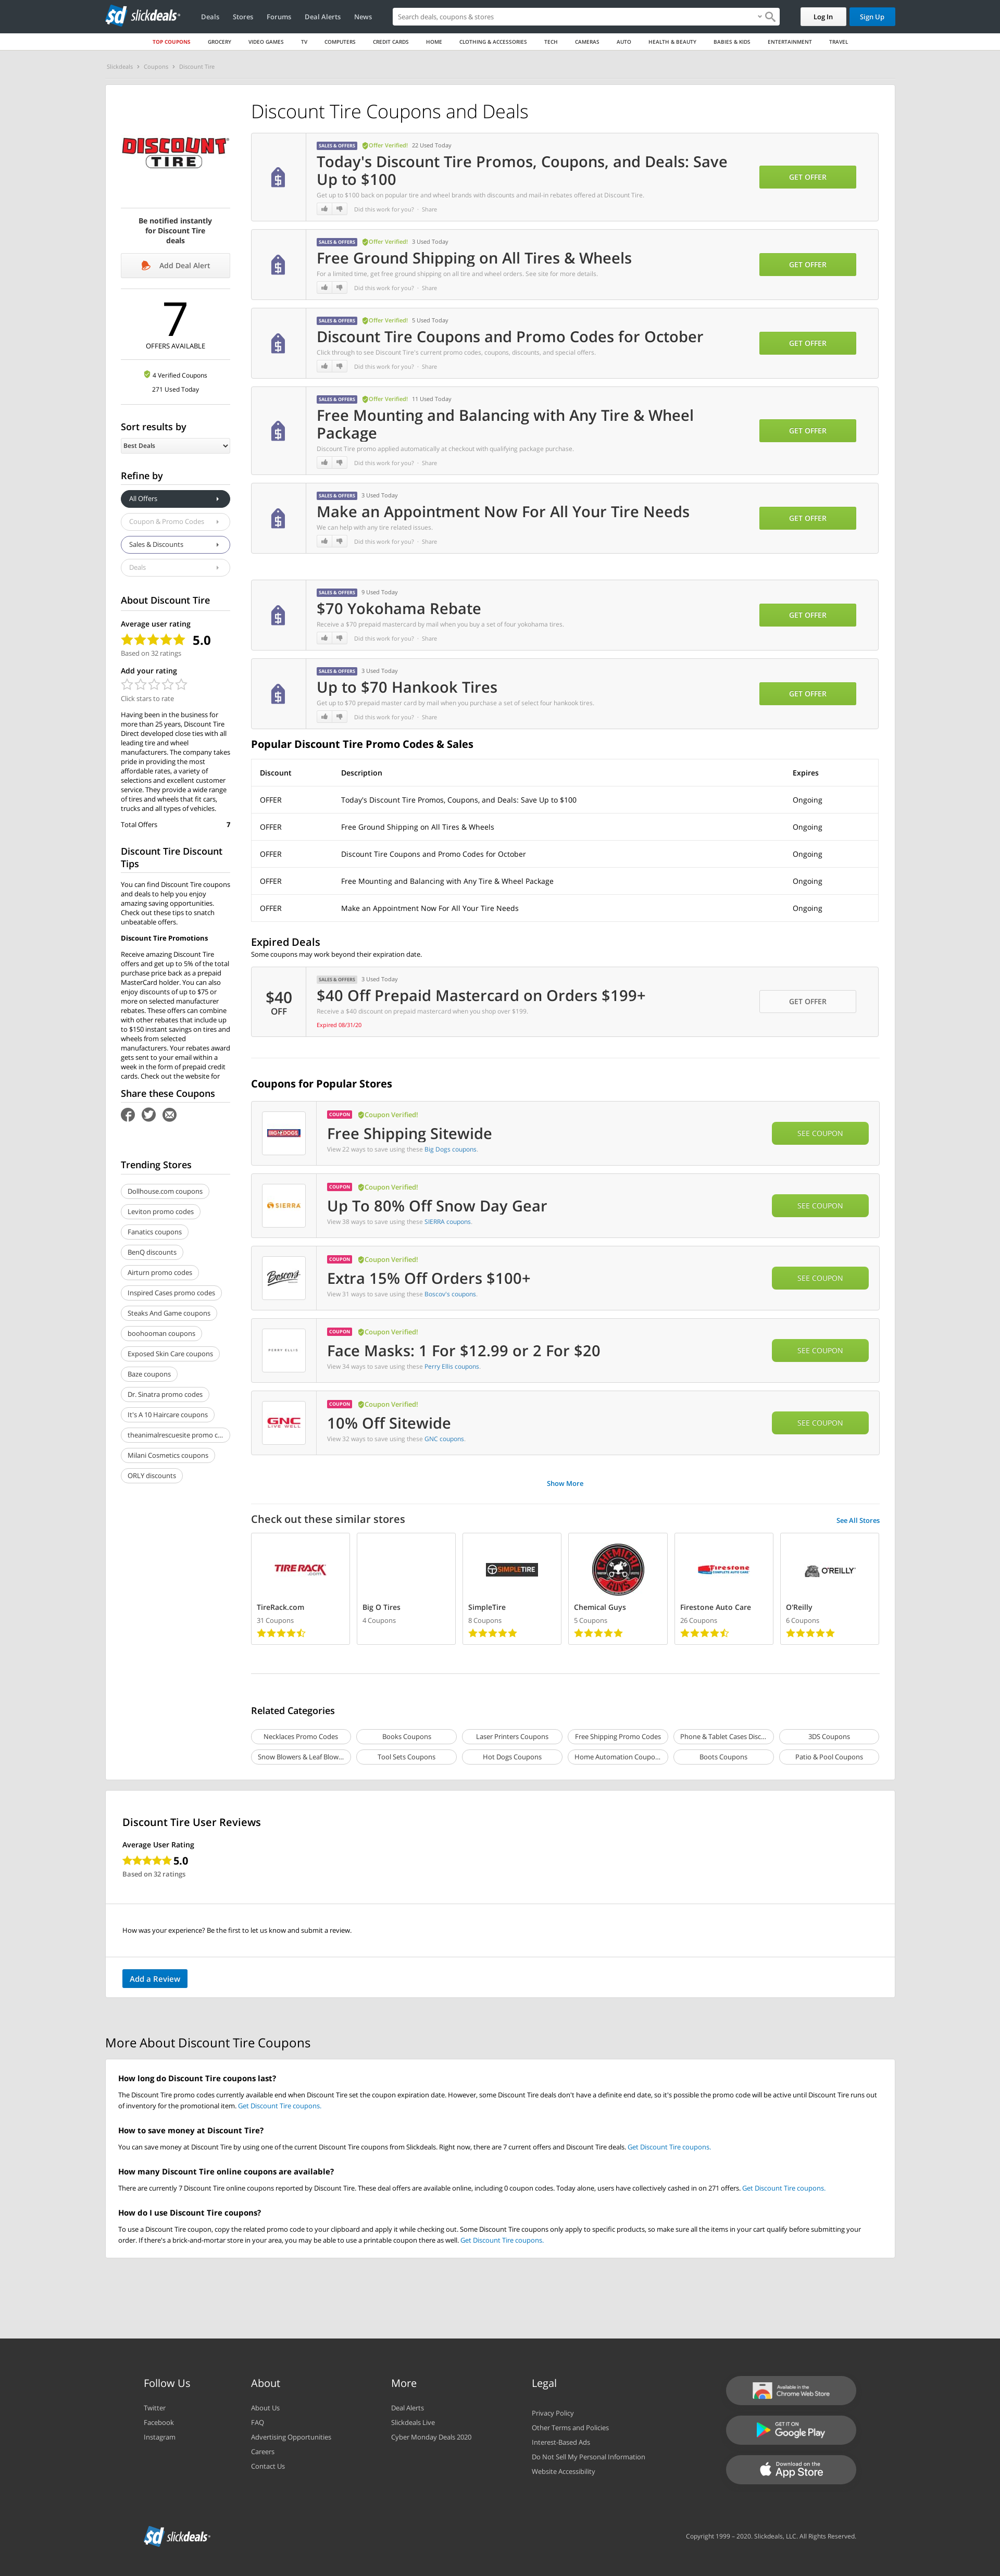 sd slickdeals
Deals Stores Forums Deal Alerts News
Search deals, coupons & stores
Log In
Sign Up
TOP COUPONS GROCERY VIDEO GAMES TV COMPUTERS CREDIT CARDS HOME CLOTHING & ACCESSORIES TECH CAMERAS AUTO HEALTH & BEAUTY BABIES & KIDS ENTERTAINMENT TRAVEL
Slickdeals › Coupons › Discount Tire
DISCOUNT
TIRE
Be notified instantly
for Discount Tire
deals
Add Deal Alert
7
OFFERS AVAILABLE
4 Verified Coupons
271 Used Today
Sort results by
Best Deals
Refine by
All Offers
Coupon & Promo Codes
Sales & Discounts
Deals
About Discount Tire
Average user rating
5.0
Based on 32 ratings
Add your rating
Click stars to rate
Having been in the business for
more than 25 years, Discount Tire
Direct developed close ties with all
leading tire and wheel
manufacturers. The company takes
pride in providing the most
affordable rates, a variety of
selections and excellent customer
service. They provide a wide range
of tires and wheels that fit cars,
trucks and all types of vehicles.
Total Offers 7
Discount Tire Discount
Tips
You can find Discount Tire coupons
and deals to help you enjoy
amazing saving opportunities.
Check out these tips to snatch
unbeatable offers.
Discount Tire Promotions
Receive amazing Discount Tire
offers and get up to 5% of the total
purchase price back as a prepaid
MasterCard holder. You can also
enjoy discounts of up to $75 or
more on selected manufacturer
rebates. These offers can combine
with other rebates that include up
to $150 instant savings on tires and
wheels from selected
manufacturers. Your rebates award
gets sent to your email within a
week in the form of prepaid credit
cards. Check out the website for
Share these Coupons
Trending Stores
Dollhouse.com coupons
Leviton promo codes
Fanatics coupons
BenQ discounts
Airturn promo codes
Inspired Cases promo codes
Steaks And Game coupons
boohooman coupons
Exposed Skin Care coupons
Baze coupons
Dr. Sinatra promo codes
It's A 10 Haircare coupons
theanimalrescuesite promo c...
Milani Cosmetics coupons
ORLY discounts
Discount Tire Coupons and Deals
SALES & OFFERS Offer Verified! 22 Used Today
Today's Discount Tire Promos, Coupons, and Deals: Save
Up to $100
Get up to $100 back on popular tire and wheel brands with discounts and mail-in rebates offered at Discount Tire.
Did this work for you? · Share
GET OFFER
SALES & OFFERS Offer Verified! 3 Used Today
Free Ground Shipping on All Tires & Wheels
For a limited time, get free ground shipping on all tire and wheel orders. See site for more details.
Did this work for you? · Share
GET OFFER
SALES & OFFERS Offer Verified! 5 Used Today
Discount Tire Coupons and Promo Codes for October
Click through to see Discount Tire's current promo codes, coupons, discounts, and special offers.
Did this work for you? · Share
GET OFFER
SALES & OFFERS Offer Verified! 11 Used Today
Free Mounting and Balancing with Any Tire & Wheel
Package
Discount Tire promo applied automatically at checkout with qualifying package purchase.
Did this work for you? · Share
GET OFFER
SALES & OFFERS 3 Used Today
Make an Appointment Now For All Your Tire Needs
We can help with any tire related issues.
Did this work for you? · Share
GET OFFER
SALES & OFFERS 9 Used Today
$70 Yokohama Rebate
Receive a $70 prepaid mastercard by mail when you buy a set of four yokohama tires.
Did this work for you? · Share
GET OFFER
SALES & OFFERS 3 Used Today
Up to $70 Hankook Tires
Get up to $70 prepaid master card by mail when you purchase a set of select four hankook tires.
Did this work for you? · Share
GET OFFER
Popular Discount Tire Promo Codes & Sales
Discount Description Expires
OFFER Today's Discount Tire Promos, Coupons, and Deals: Save Up to $100 Ongoing
OFFER Free Ground Shipping on All Tires & Wheels Ongoing
OFFER Discount Tire Coupons and Promo Codes for October Ongoing
OFFER Free Mounting and Balancing with Any Tire & Wheel Package Ongoing
OFFER Make an Appointment Now For All Your Tire Needs Ongoing
Expired Deals
Some coupons may work beyond their expiration date.
$40
OFF
SALES & OFFERS 3 Used Today
$40 Off Prepaid Mastercard on Orders $199+
Receive a $40 discount on prepaid mastercard when you shop over $199.
Expired 08/31/20
GET OFFER
Coupons for Popular Stores
BIG DOGS
COUPON Coupon Verified!
Free Shipping Sitewide
View 22 ways to save using these Big Dogs coupons.
SEE COUPON
SIERRA
COUPON Coupon Verified!
Up To 80% Off Snow Day Gear
View 38 ways to save using these SIERRA coupons.
SEE COUPON
Boscov's
COUPON Coupon Verified!
Extra 15% Off Orders $100+
View 31 ways to save using these Boscov's coupons.
SEE COUPON
PERRY ELLIS
COUPON Coupon Verified!
Face Masks: 1 For $12.99 or 2 For $20
View 34 ways to save using these Perry Ellis coupons.
SEE COUPON
GNC
LIVE WELL
COUPON Coupon Verified!
10% Off Sitewide
View 32 ways to save using these GNC coupons.
SEE COUPON
Show More
Check out these similar stores
See All Stores
TIRE RACK .com
SIMPLETIRE
CHEMICAL GUYS
Firestone
COMPLETE AUTO CARE
O'REILLY
TireRack.com Big O Tires SimpleTire Chemical Guys Firestone Auto Care O'Reilly
31 Coupons 4 Coupons 8 Coupons 5 Coupons 26 Coupons 6 Coupons
Related Categories
Necklaces Promo Codes Books Coupons Laser Printers Coupons Free Shipping Promo Codes Phone & Tablet Cases Disc... 3DS Coupons
Snow Blowers & Leaf Blow... Tool Sets Coupons Hot Dogs Coupons Home Automation Coupo... Boots Coupons Patio & Pool Coupons
Discount Tire User Reviews
Average User Rating
5.0
Based on 32 ratings
How was your experience? Be the first to let us know and submit a review.
Add a Review
More About Discount Tire Coupons
How long do Discount Tire coupons last?
The Discount Tire promo codes currently available end when Discount Tire set the coupon expiration date. However, some Discount Tire deals don't have a definite end date, so it's possible the promo code will be active until Discount Tire runs out
of inventory for the promotional item. Get Discount Tire coupons.
How to save money at Discount Tire?
You can save money at Discount Tire by using one of the current Discount Tire coupons from Slickdeals. Right now, there are 7 current offers and Discount Tire deals. Get Discount Tire coupons.
How many Discount Tire online coupons are available?
There are currently 7 Discount Tire online coupons reported by Discount Tire. These deal offers are available online, including 0 coupon codes. Today alone, users have collectively cashed in on 271 offers. Get Discount Tire coupons.
How do I use Discount Tire coupons?
To use a Discount Tire coupon, copy the related promo code to your clipboard and apply it while checking out. Some Discount Tire coupons only apply to specific products, so make sure all the items in your cart qualify before submitting your
order. If there's a brick-and-mortar store in your area, you may be able to use a printable coupon there as well. Get Discount Tire coupons.
Follow Us
Twitter
Facebook
Instagram
About
About Us
FAQ
Advertising Opportunities
Careers
Contact Us
More
Deal Alerts
Slickdeals Live
Cyber Monday Deals 2020
Legal
Privacy Policy
Other Terms and Policies
Interest-Based Ads
Do Not Sell My Personal Information
Website Accessibility
Available in the
Chrome Web Store
GET IT ON
Google Play
Download on the
App Store
sd slickdeals
Copyright 1999 – 2020. Slickdeals, LLC. All Rights Reserved.